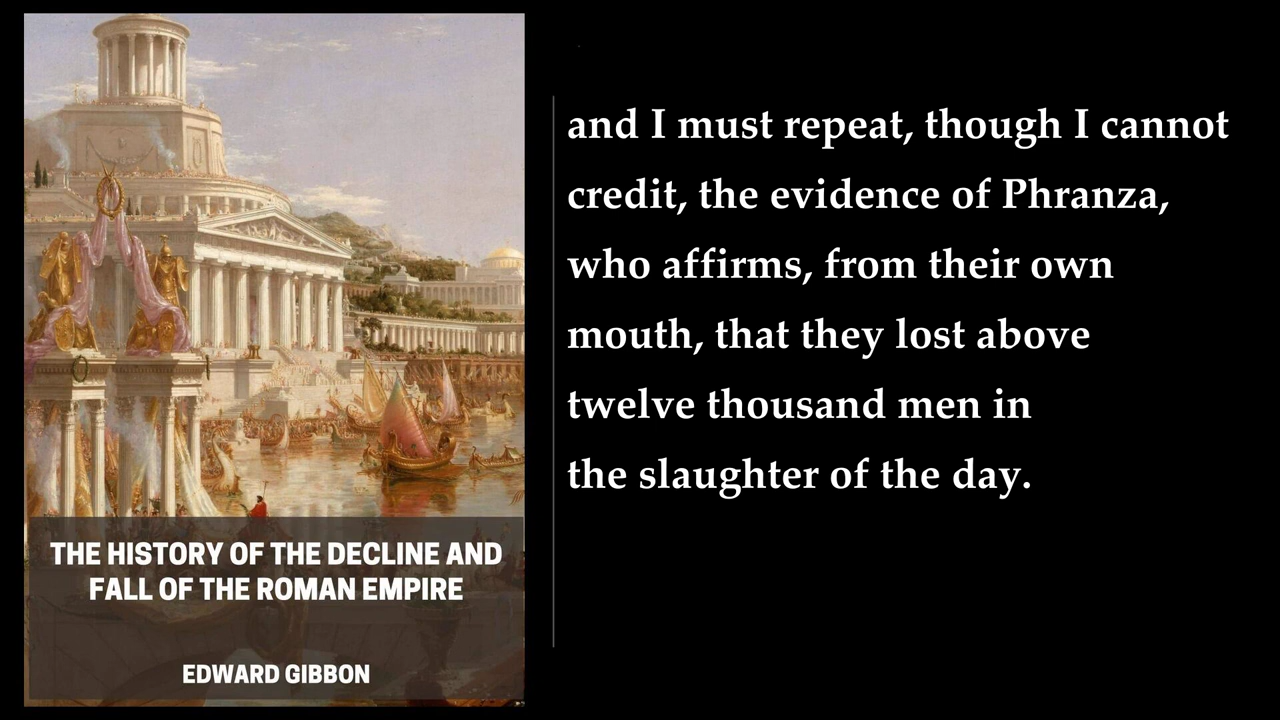 THE HISTORY OF THE DECLINE AND
FALL OF THE ROMAN EMPIRE
EDWARD GIBBON
and I must repeat, though I cannot
credit, the evidence of Phranza,
who affirms, from their own
mouth, that they lost above
twelve thousand men in
the slaughter of the day.